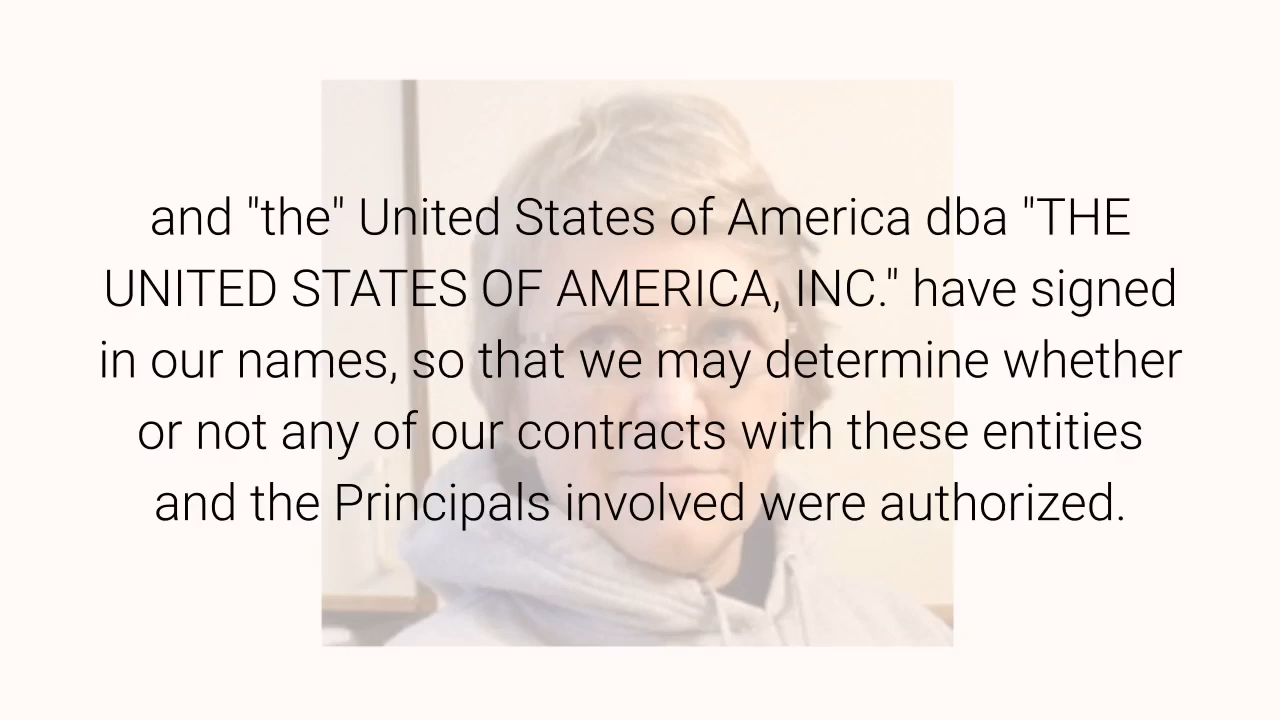 and "the" United States of America dba "THE
UNITED STATES OF AMERICA, INC." have signed
in our names, so that we may determine whether
or not any of our contracts with these entities
and the Principals involved were authorized.